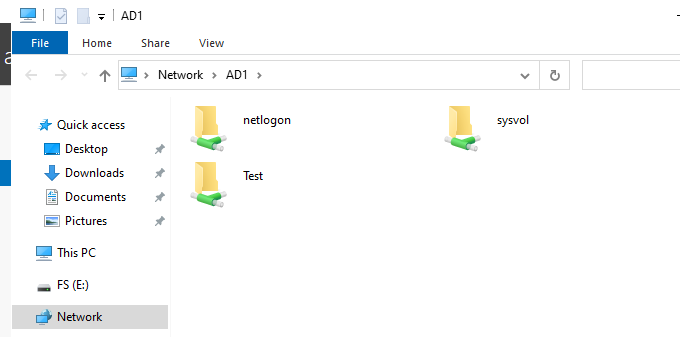 AD1
File Home Share View
Network AD1
netlogon sysvol
Quick access
Test
Desktop
Downloads
Documents
Pictures
This PC
FS (E:)
Network